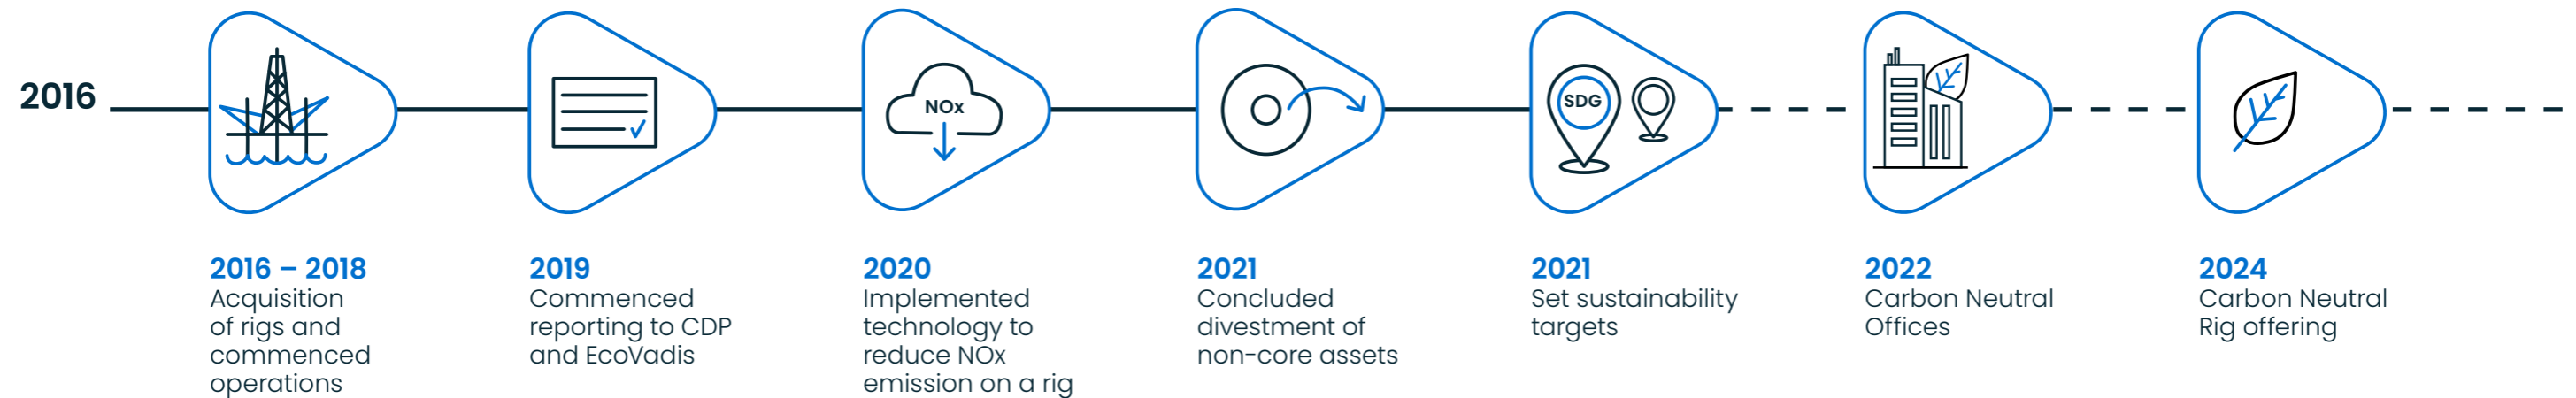 2016
NOx
SDG
2016 – 2018
Acquisition
of rigs and
commenced
operations
2019
Commenced
reporting to CDP
and EcoVadis
2020
Implemented
technology to
reduce NOx
emission on a rig
2021
Concluded
divestment of
non-core assets
2021
Set sustainability
targets
2022
Carbon Neutral
Offices
2024
Carbon Neutral
Rig offering